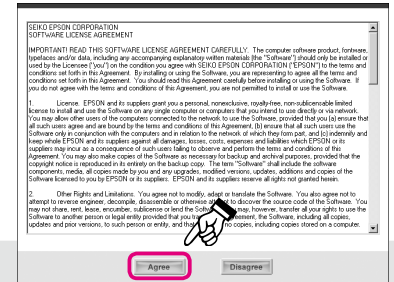 SEIKO EPSON CORPORATION
SOFTWARE LICENSE AGREEMENT
IMPORTANT! READ THIS SOFTWARE LICENSE AGREEMENT CAREFULLY. The computer software product, fontware,
typefaces and/or data, including any accompanying explanatory written materials (the "Software") should only be installed or
used by the Licensee ("you") on the condition you agree with SEIKO EPSON CORPORATION ("EPSON") to the terms and
conditions set forth in this Agreement. By installing or using the Software, you are representing to agree all the terms and
conditions set forth in this Agreement. You should read this Agreement carefully before installing or using the Software. If
you do not agree with the terms and conditions of this Agreement, you are not permitted to install or use the Software.
1. License. EPSON and its suppliers grant you a personal, nonexclusive, royalty-free, non-sublicensable limited
license to install and use the Software on any single computer or computers that you intend to use directly or via network.
You may allow other users of the computers connected to the network to use the Software, provided that you (a) ensure that
all such users agree and are bound by the terms and conditions of this Agreement, (b) ensure that all such users use the
Software only in conjunction with the computers and in relation to the network of which they form part, and (c) indemnify and
keep whole EPSON and its suppliers against all damages, losses, costs, expenses and liabilities which EPSON or its
suppliers may incur as a consequence of such users failing to observe and perform the terms and conditions of this
Agreement. You may also make copies of the Software as necessary for backup and archival purposes, provided that the
copyright notice is reproduced in its entirety on the backup copy. The term "Software" shall include the software
components, media, all copies made by you and any upgrades, modified versions, updates, additions and copies of the
Software licensed to you by EPSON or its suppliers. EPSON and its suppliers reserve all rights not granted herein.
2. Other Rights and Limitations. You agree not to modify, adapt or translate the Software. You also agree not to
attempt to reverse engineer, decompile, disassemble or otherwise attempt to discover the source code of the Software. You
may not share, rent, lease, encumber, sublicense or lend the Software. You may, however, transfer all your rights to use the
Software to another person or legal entity provided that you tra ement, the Software, including all copies,
updates and prior versions, to such person or entity, and that no copies, including copies stored on a computer.
Agree Disagree